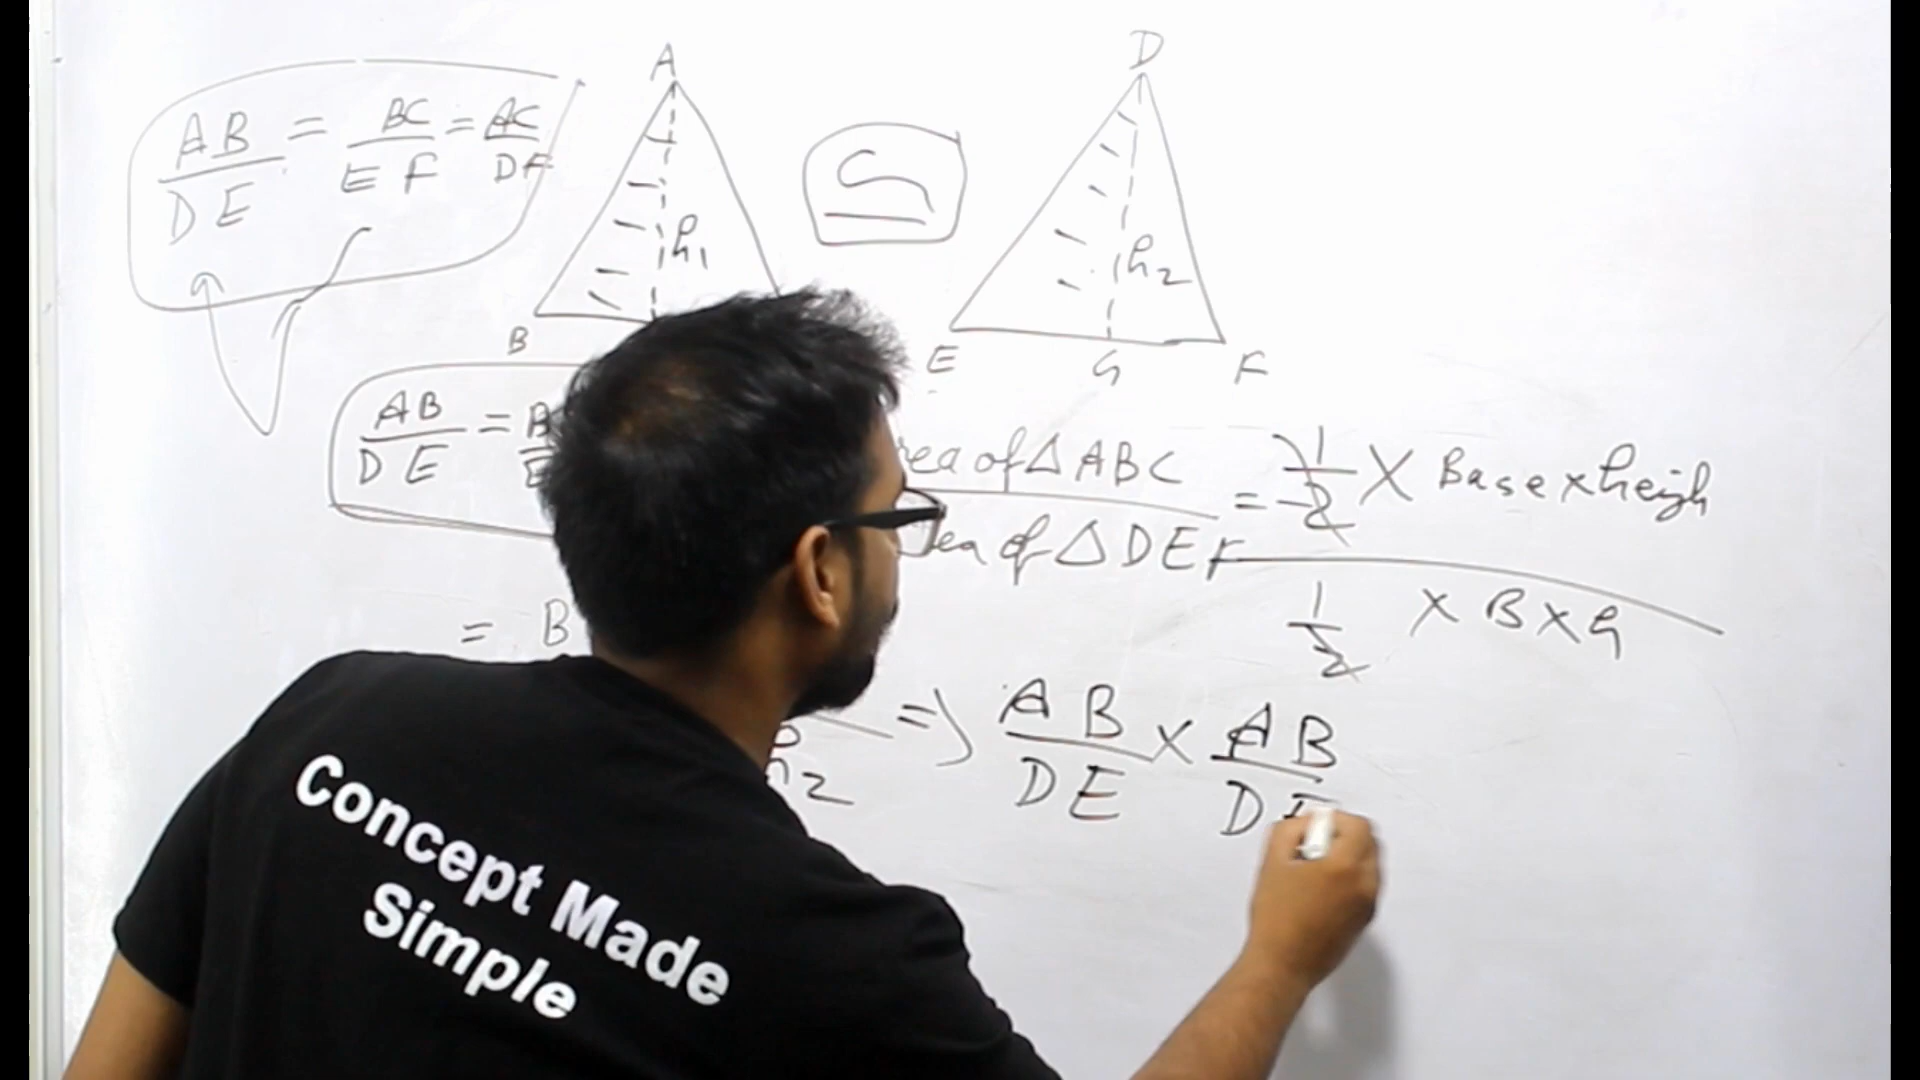 A
D
AB/DE = BC/EF = AC/DF
h1
h2
B
E G F
AB/DE = B
Area of △ ABC / Area of △ DEF = 1/2 × Base × heigh / 1/2 × B × h
= B
h2 => AB/DE × AB/DE
Concept Made
Simple